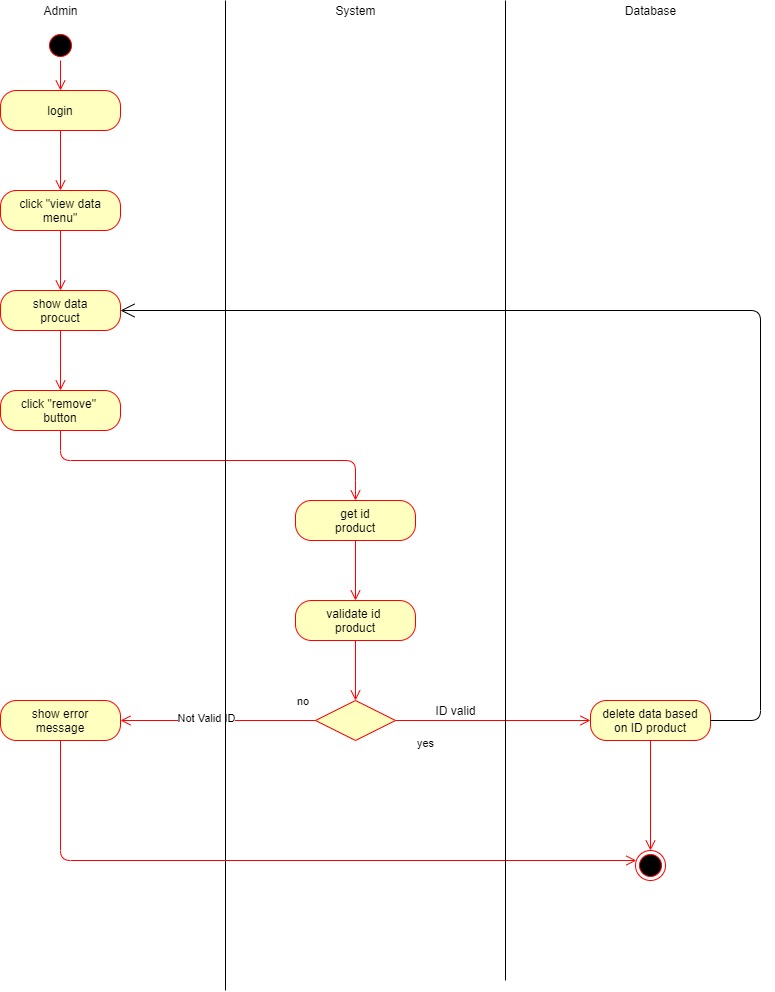 Admin
System
Database
login
click "view data
menu"
show data
procuct
click "remove"
button
get id
product
validate id
product
no
show error
message
Not Valid ID
ID valid
delete data based
on ID product
yes